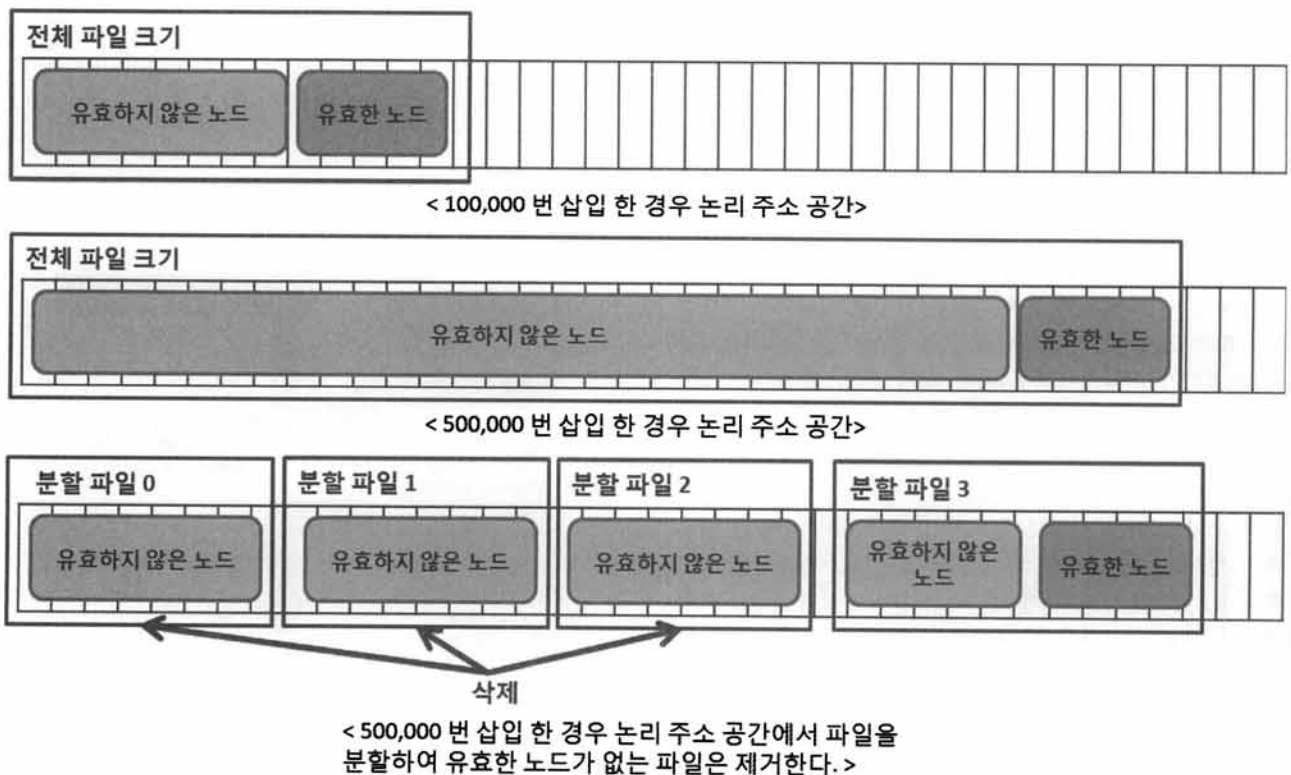 전체 파일 크기
유효하지 않은 노드
유효한 노드
< 100,000 번 삽입 한 경우 논리 주소 공간>
전체 파일 크기
유효하지 않은 노드
유효한 노드
< 500,000 번 삽입 한 경우 논리 주소 공간>
분할 파일 0
분할 파일 1
분할 파일 2
분할 파일 3
유효하지 않은 노드
유효하지 않은 노드
유효하지 않은 노드
유효하지 않은
노드
유효한 노드
삭제
< 500,000 번 삽입 한 경우 논리 주소 공간에서 파일을
분할하여 유효한 노드가 없는 파일은 제거한다. >